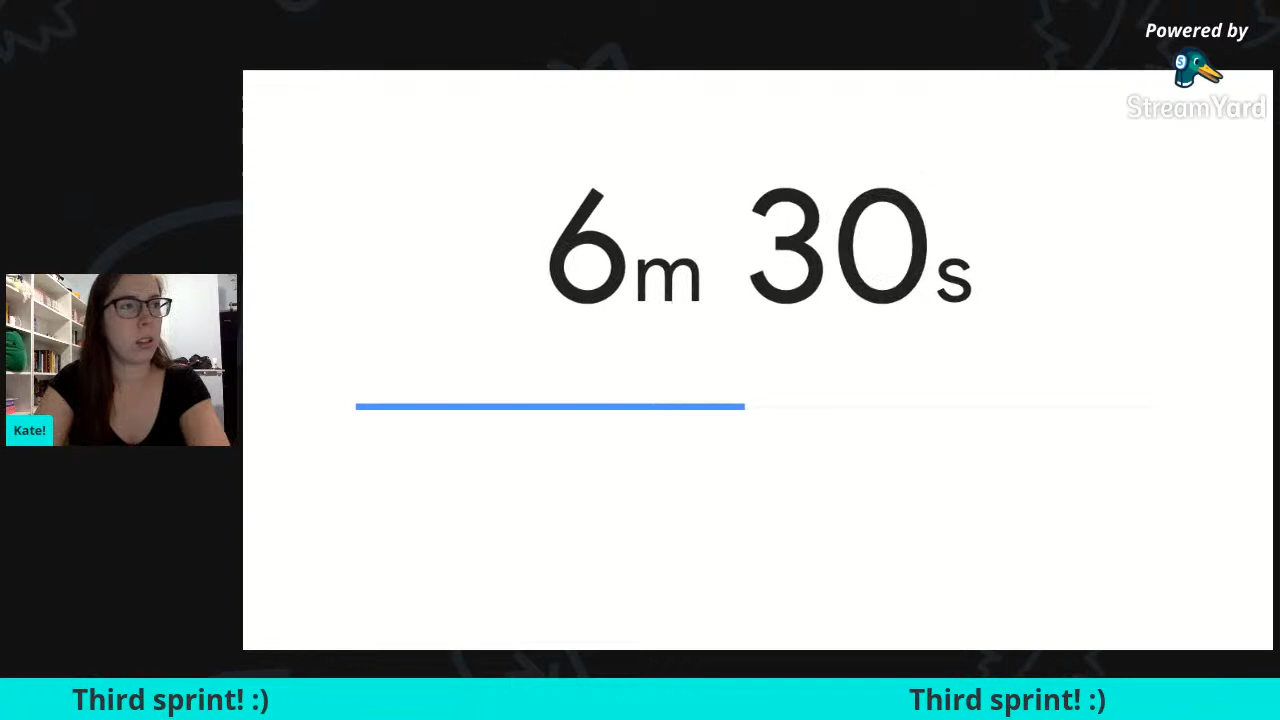 Powered by
StreamYard
6m 30s
Kate!
Third sprint! :) Third sprint! :)